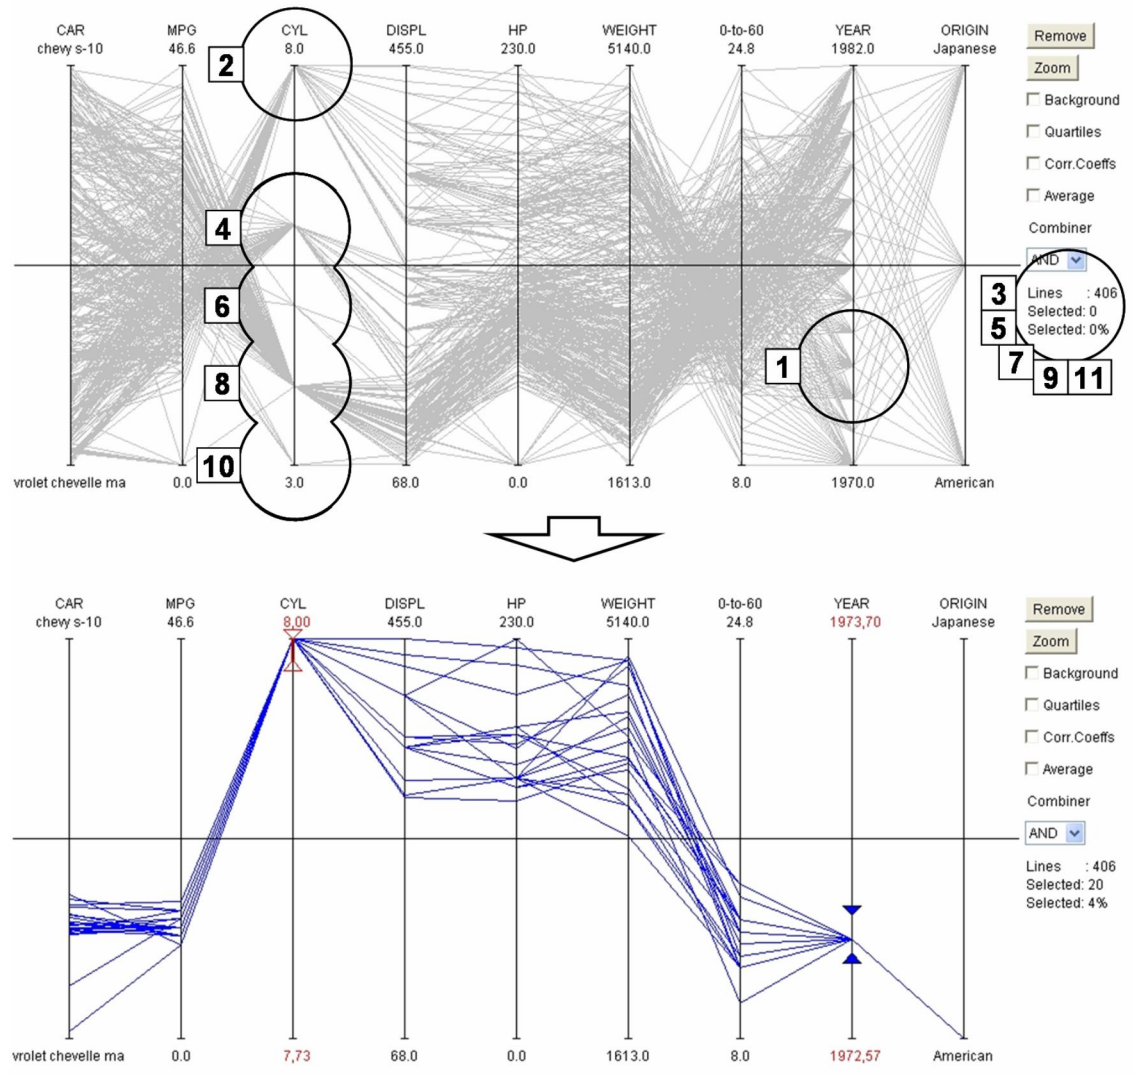 CAR MPG CYL DISPL HP WEIGHT 0-to-60 YEAR ORIGIN
chevy s-10 46.6 8.0 455.0 230.0 5140.0 24.8 1982.0 Japanese
Remove
2
Zoom
Background
Quartiles
Corr.Coeffs
Average
4
Combiner
AND
3
Lines : 406
6
Selected: 0
5
Selected: 0%
1
7
8
9 11
10
vrolet chevelle ma 0.0 3.0 68.0 0.0 1613.0 8.0 1970.0 American
CAR MPG CYL DISPL HP WEIGHT 0-to-60 YEAR ORIGIN
chevy s-10 46.6 8,00 455.0 230.0 5140.0 24.8 1973,70 Japanese
Remove
Zoom
Background
Quartiles
Corr.Coeffs
Average
Combiner
AND
Lines : 406
Selected: 20
Selected: 4%
vrolet chevelle ma 0.0 7,73 68.0 0.0 1613.0 8.0 1972,57 American